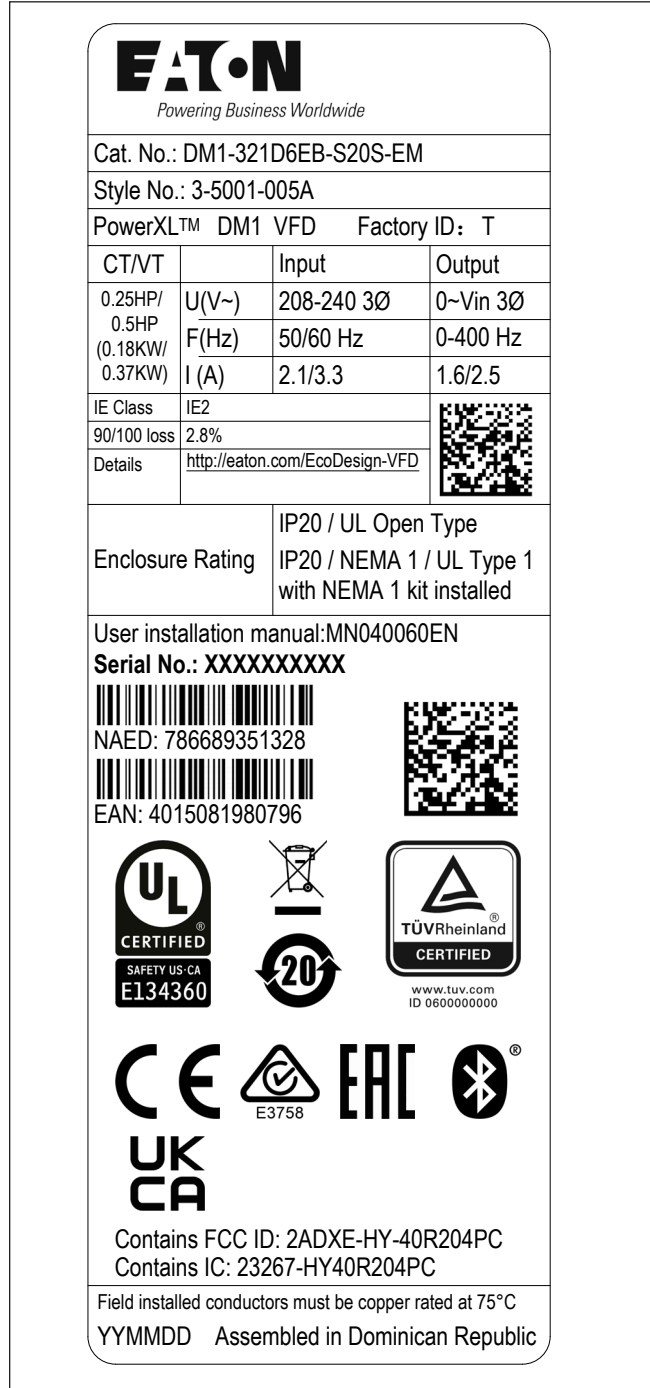 EATON
Powering Business Worldwide
Cat. No.: DM1-321D6EB-S20S-EM
Style No.: 3-5001-005A
PowerXL™ DM1 VFD Factory ID： T
CT/VT Input Output
0.25HP/
0.5HP
(0.18KW/
0.37KW)
U(V~) 208-240 3Ø 0~Vin 3Ø
F(Hz) 50/60 Hz 0-400 Hz
I (A) 2.1/3.3 1.6/2.5
IE Class IE2
90/100 loss 2.8%
Details http://eaton.com/EcoDesign-VFD
Enclosure Rating
IP20 / UL Open Type
IP20 / NEMA 1 / UL Type 1
with NEMA 1 kit installed
User installation manual:MN040060EN
Serial No.: XXXXXXXXXX
NAED: 786689351328
EAN: 4015081980796
UL ®
CERTIFIED
SAFETY US·CA
E134360
20
TÜVRheinland ®
CERTIFIED
www.tuv.com
ID 0600000000
CE
E3758
EAC
®
UK
CA
Contains FCC ID: 2ADXE-HY-40R204PC
Contains IC: 23267-HY40R204PC
Field installed conductors must be copper rated at 75°C
YYMMDD Assembled in Dominican Republic